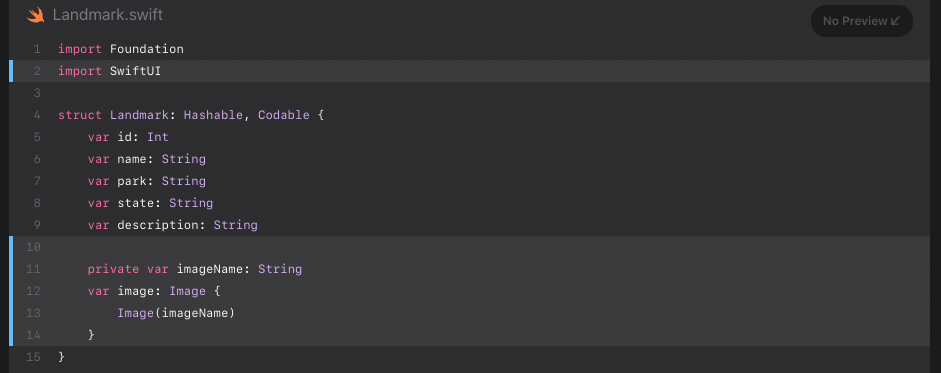 Landmark.swift
No Preview
1 import Foundation
2 import SwiftUI
3
4 struct Landmark: Hashable, Codable {
5     var id: Int
6     var name: String
7     var park: String
8     var state: String
9     var description: String
10
11     private var imageName: String
12     var image: Image {
13         Image(imageName)
14     }
15 }